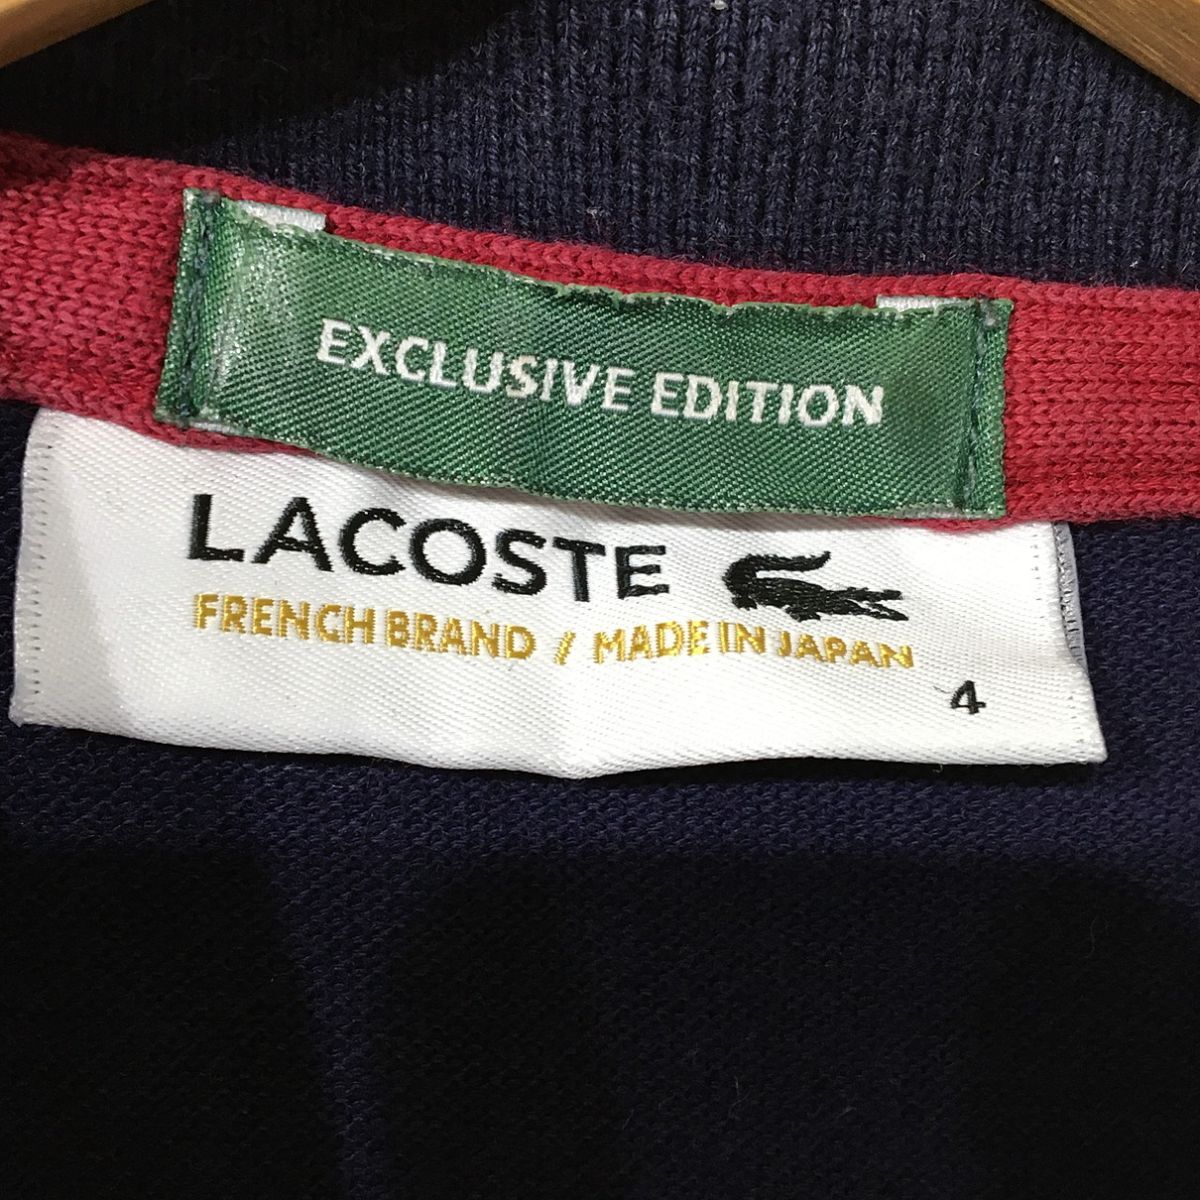 EXCLUSIVE EDITION
LACOSTE
FRENCH BRAND / MADE IN JAPAN
4